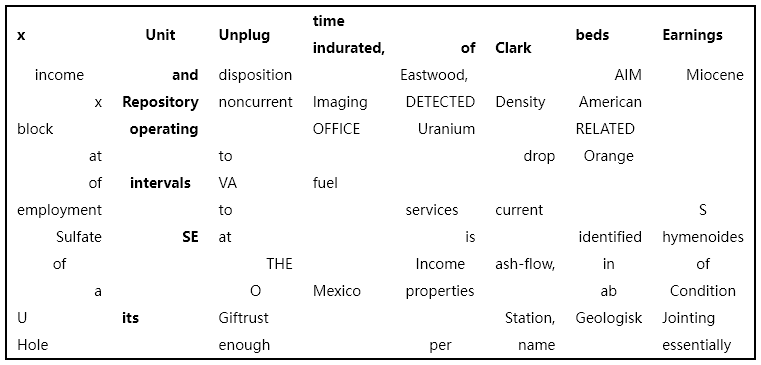 x Unit Unplug time indurated, of Clark beds Earnings
income and disposition Eastwood, AIM Miocene
x Repository noncurrent Imaging DETECTED Density American
block operating OFFICE Uranium RELATED
at to drop Orange
of intervals VA fuel
employment to services current S
Sulfate SE at is identified hymenoides
of THE Income ash-flow, in of
a O Mexico properties ab Condition
U its Giftrust Station, Geologisk Jointing
Hole enough per name essentially